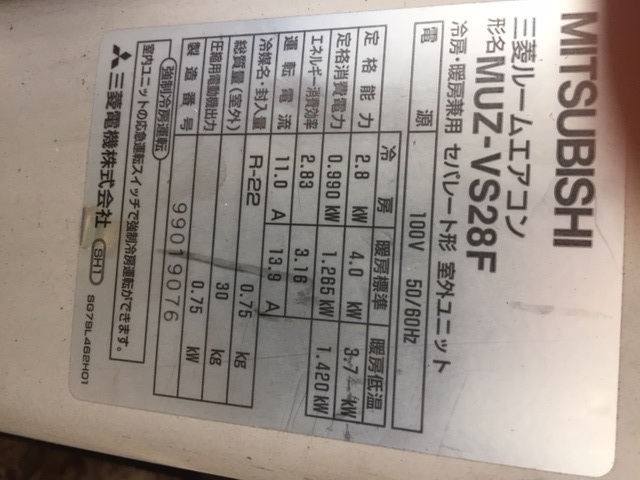 MITSUBISHI
三菱ルームエアコン
形名MUZ-VS28F
冷房・暖房兼用 セパレート形 室外ユニット
電源 100V 50/60Hz
冷房 暖房標準 暖房低温
定格能力 2.8 kW 4.0 kW 3.7 kW
定格消費電力 0.990 kW 1.265 kW 1.420 kW
エネルギー消費効率 2.83 3.16
運転電流 11.0 A 13.9 A
冷媒名・封入量 R-22 0.75 kg
総質量(室外) 30 kg
圧縮用電動機出力 0.75 kW
製造番号 99019076
強制冷房運転
室内ユニットの応急運転スイッチで強制冷房運転ができます。
三菱電機株式会社 SH1 SG79L462H01